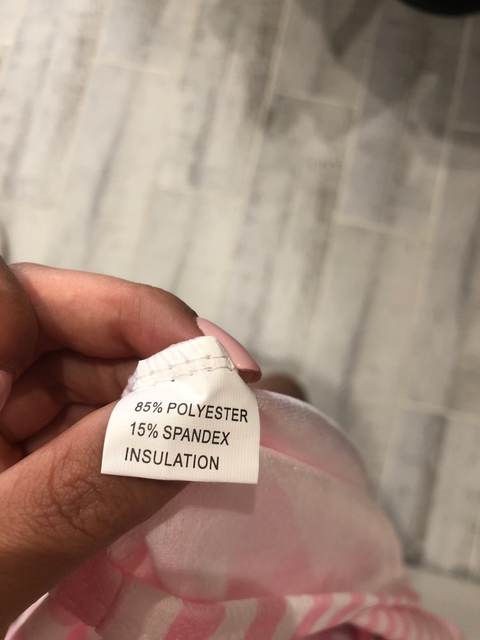 85% POLYESTER
15% SPANDEX
INSULATION